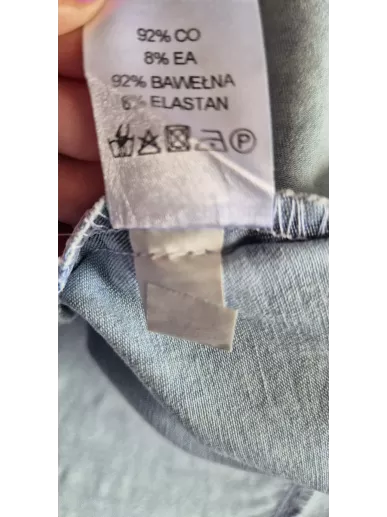 92% CO
8% EA
92% BAWEŁNA
8% ELASTAN
P